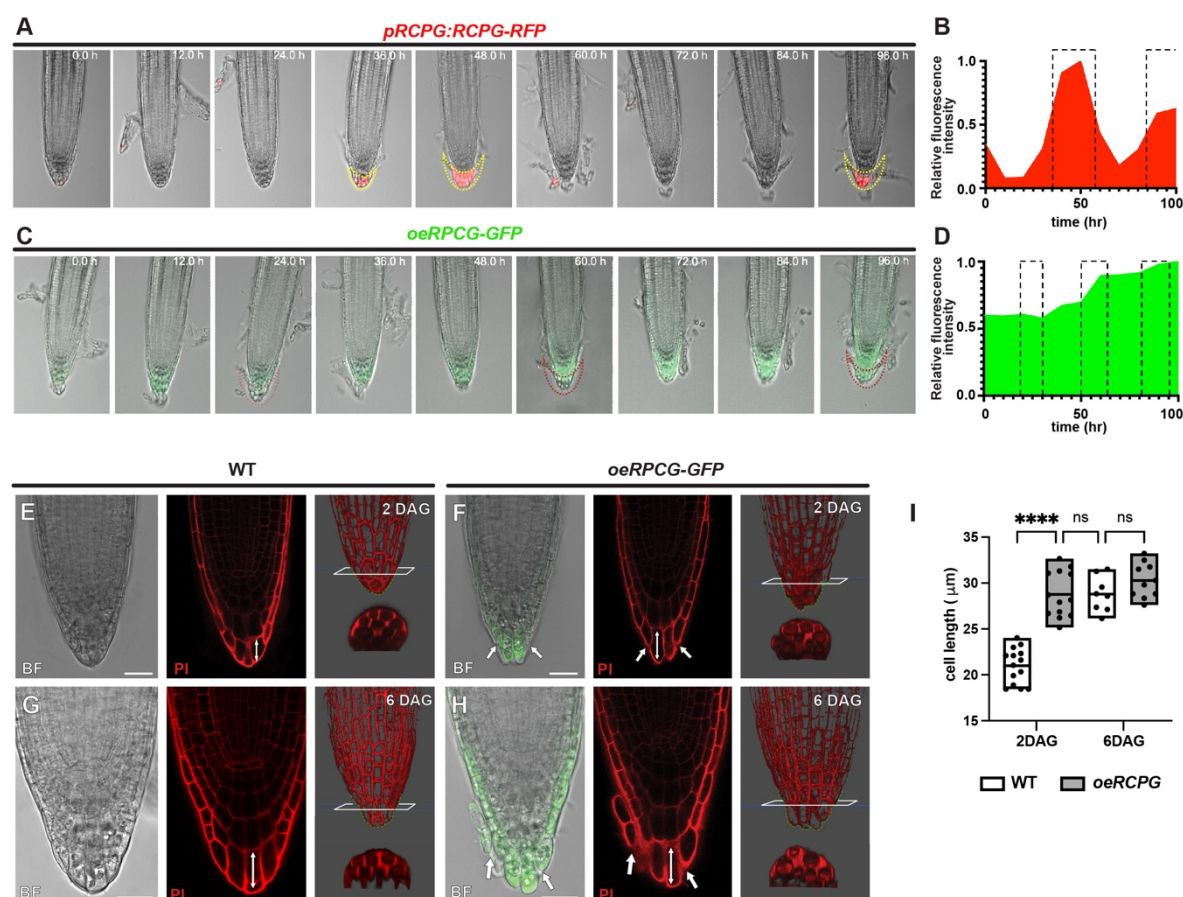 A
pRCPG:RCPG-RFP
0.0 h
12.0 h
24.0 h
36.0 h
48.0 h
60.0 h
72.0 h
84.0 h
96.0 h
B
Relative fluorescence
intensity
1.0
0.5
0.0
0
50
100
time (hr)
C
oeRPCG-GFP
0.0 h
12.0 h
24.0 h
36.0 h
48.0 h
60.0 h
72.0 h
84.0 h
96.0 h
D
Relative fluorescence
intensity
1.0
0.5
0.0
0
50
100
time (hr)
WT
oeRPCG-GFP
E
BF
PI
2 DAG
F
BF
PI
2 DAG
G
BF
PI
6 DAG
H
BF
PI
6 DAG
I
**** ns ns
cell length ( μm)
35
30
25
20
15
2DAG
6DAG
WT
oeRCPG